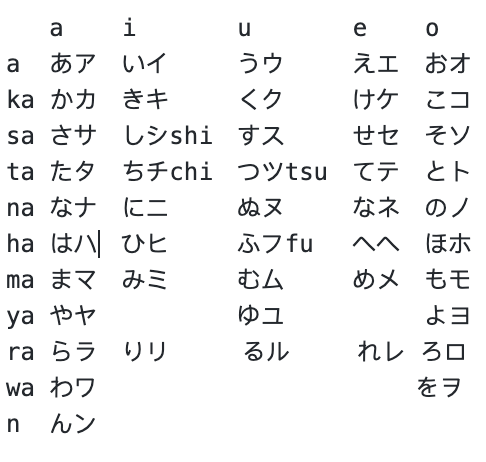 a i u e o
a あア いイ うウ えエ おオ
ka かカ きキ くク けケ こコ
sa さサ しシshi すス せセ そソ
ta たタ ちチchi つツtsu てテ とト
na なナ にニ ぬヌ なネ のノ
ha はハ ひヒ ふフfu へヘ ほホ
ma まマ みミ むム めメ もモ
ya やヤ ゆユ よヨ
ra らラ りリ るル れレ ろロ
wa わワ をヲ
n んン